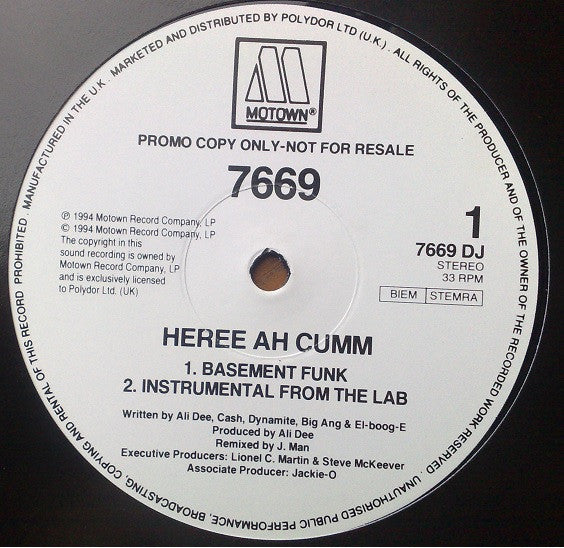 MANUFACTURED IN THE U.K. MARKETED AND DISTRIBUTED BY POLYDOR LTD (U.K.). ALL RIGHTS OF THE PRODUCER AND OF THE OWNER OF THE RECORDED WORK RESERVED. UNAUTHORISED PUBLIC PERFORMANCE, BROADCASTING, COPYING AND RENTAL OF THIS RECORD PROHIBITED.
M
MOTOWN®
PROMO COPY ONLY-NOT FOR RESALE
7669
℗ 1994 Motown Record Company, LP
© 1994 Motown Record Company, LP
The copyright in this
sound recording is owned by
Motown Record Company, LP
and is exclusively licensed
to Polydor Ltd. (UK)
1
7669 DJ
STEREO
33 RPM
BIEM STEMRA
HEREE AH CUMM
1. BASEMENT FUNK
2. INSTRUMENTAL FROM THE LAB
Written by Ali Dee, Cash, Dynamite, Big Ang & El-boog-E
Produced by Ali Dee
Remixed by J. Man
Executive Producers: Lionel C. Martin & Steve McKeever
Associate Producer: Jackie-O